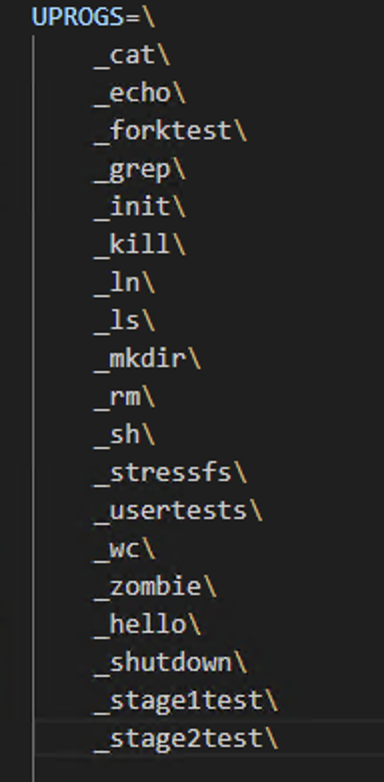 UPROGS=\
_cat\
_echo\
_forktest\
_grep\
_init\
_kill\
_ln\
_ls\
_mkdir\
_rm\
_sh\
_stressfs\
_usertests\
_wc\
_zombie\
_hello\
_shutdown\
_stage1test\
_stage2test\